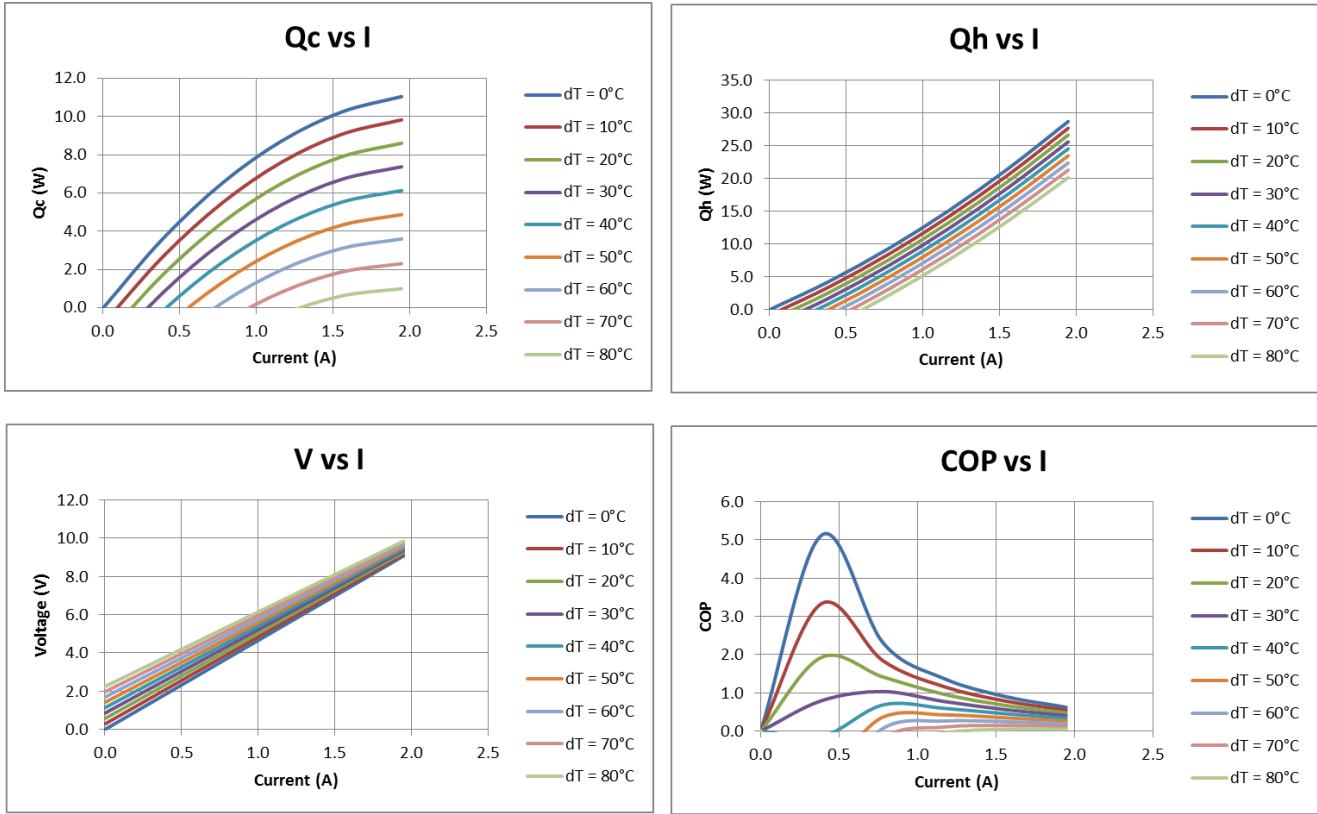 Qc vs I
12.0
10.0
8.0
6.0
4.0
2.0
0.0
Qc (W)
0.0 0.5 1.0 1.5 2.0 2.5
Current (A)
dT = 0°C
dT = 10°C
dT = 20°C
dT = 30°C
dT = 40°C
dT = 50°C
dT = 60°C
dT = 70°C
dT = 80°C
Qh vs I
35.0
30.0
25.0
20.0
15.0
10.0
5.0
0.0
Qh (W)
0.0 0.5 1.0 1.5 2.0 2.5
Current (A)
dT = 0°C
dT = 10°C
dT = 20°C
dT = 30°C
dT = 40°C
dT = 50°C
dT = 60°C
dT = 70°C
dT = 80°C
V vs I
12.0
10.0
8.0
6.0
4.0
2.0
0.0
Voltage (V)
0.0 0.5 1.0 1.5 2.0 2.5
Current (A)
dT = 0°C
dT = 10°C
dT = 20°C
dT = 30°C
dT = 40°C
dT = 50°C
dT = 60°C
dT = 70°C
dT = 80°C
COP vs I
6.0
5.0
4.0
3.0
2.0
1.0
0.0
COP
0.0 0.5 1.0 1.5 2.0 2.5
Current (A)
dT = 0°C
dT = 10°C
dT = 20°C
dT = 30°C
dT = 40°C
dT = 50°C
dT = 60°C
dT = 70°C
dT = 80°C